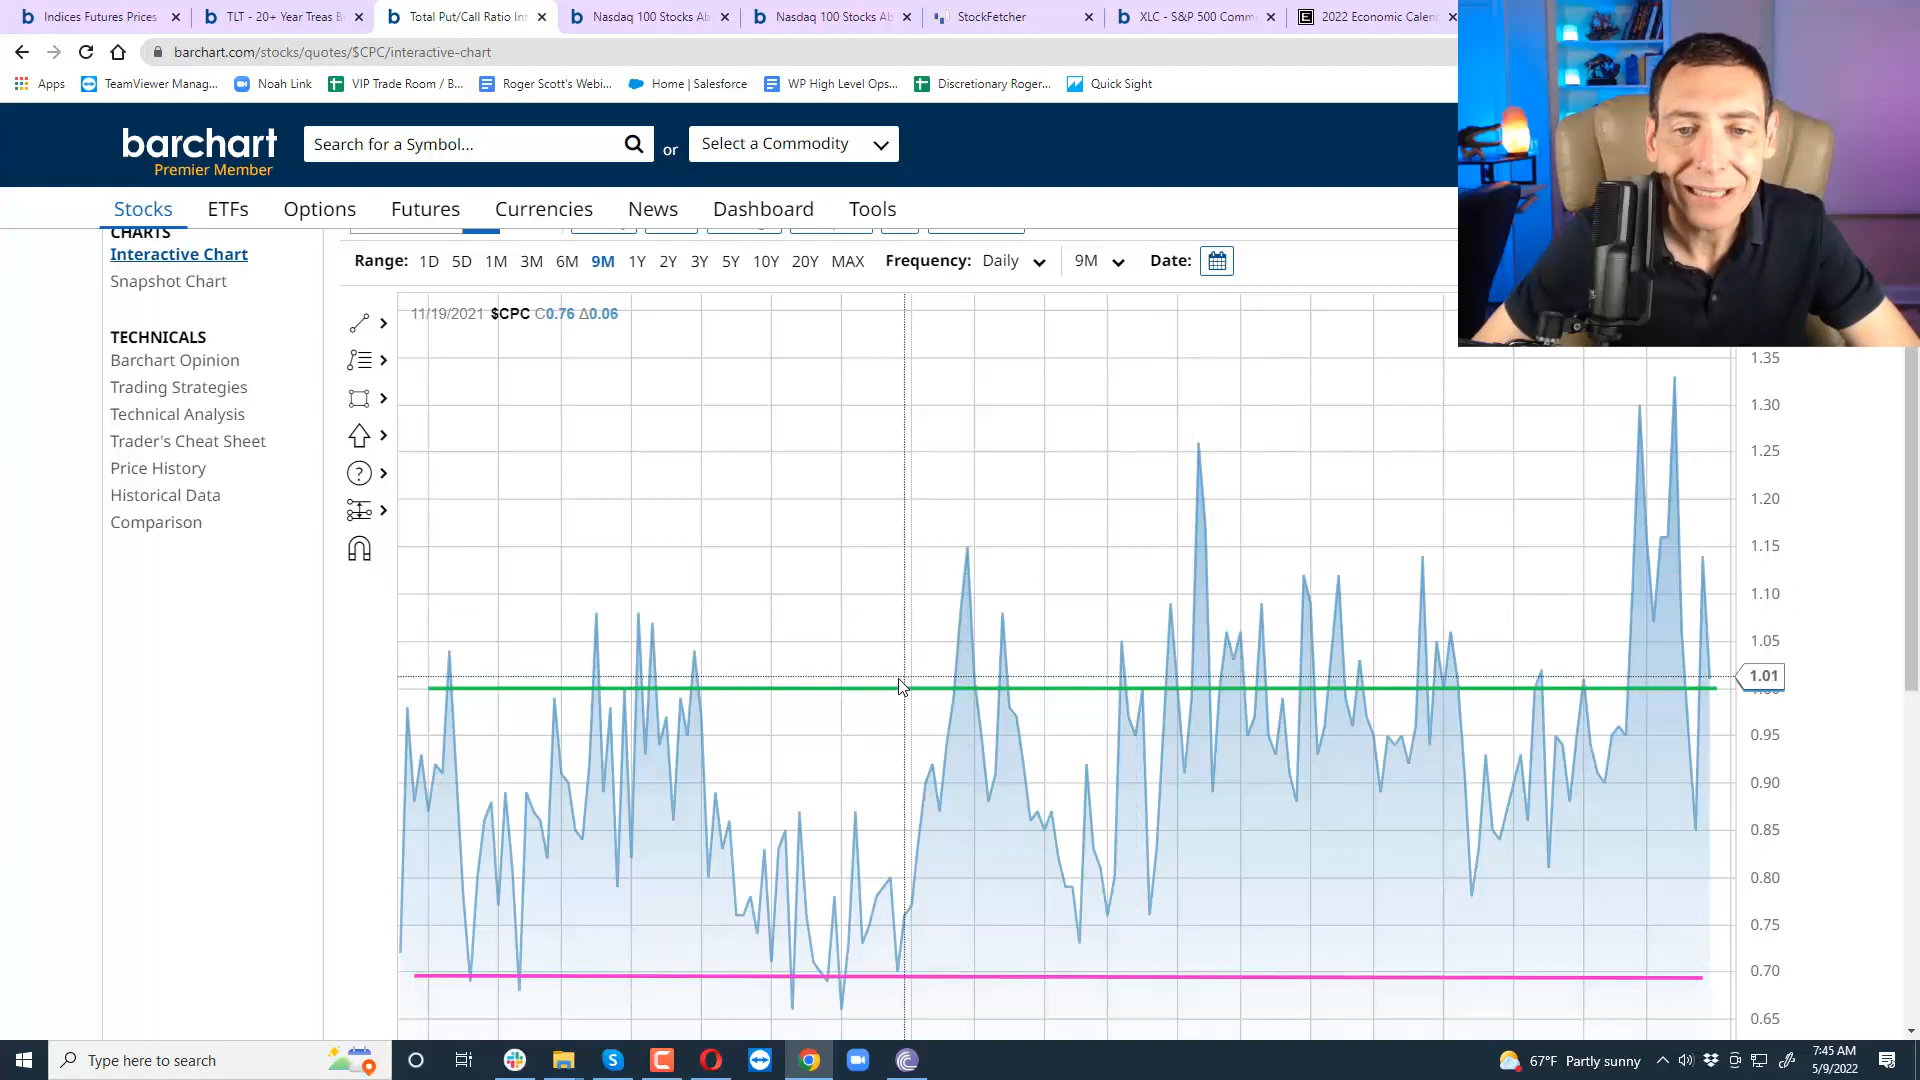 Indices Futures Prices
TLT - 20+ Year Treas B
Total Put/Call Ratio In
Nasdaq 100 Stocks Ab
Nasdaq 100 Stocks Ab
StockFetcher
XLC - S&P 500 Comm
2022 Economic Calen
barchart.com/stocks/quotes/$CPC/interactive-chart
Apps
TeamViewer Manag...
Noah Link
VIP Trade Room / B...
Roger Scott's Webi...
Home | Salesforce
WP High Level Ops...
Discretionary Roger...
Quick Sight
barchart
Premier Member
Search for a Symbol...
or
Select a Commodity
Stocks
ETFs
Options
Futures
Currencies
News
Dashboard
Tools
CHARTS
Interactive Chart
Snapshot Chart
TECHNICALS
Barchart Opinion
Trading Strategies
Technical Analysis
Trader's Cheat Sheet
Price History
Historical Data
Comparison
Range: 1D 5D 1M 3M 6M 9M 1Y 2Y 3Y 5Y 10Y 20Y MAX Frequency: Daily 9M Date:
11/19/2021 $CPC C0.76 Δ0.06
1.35
1.30
1.25
1.20
1.15
1.10
1.05
1.01
0.95
0.90
0.85
0.80
0.75
0.70
0.65
Type here to search
67°F Partly sunny
7:45 AM
5/9/2022